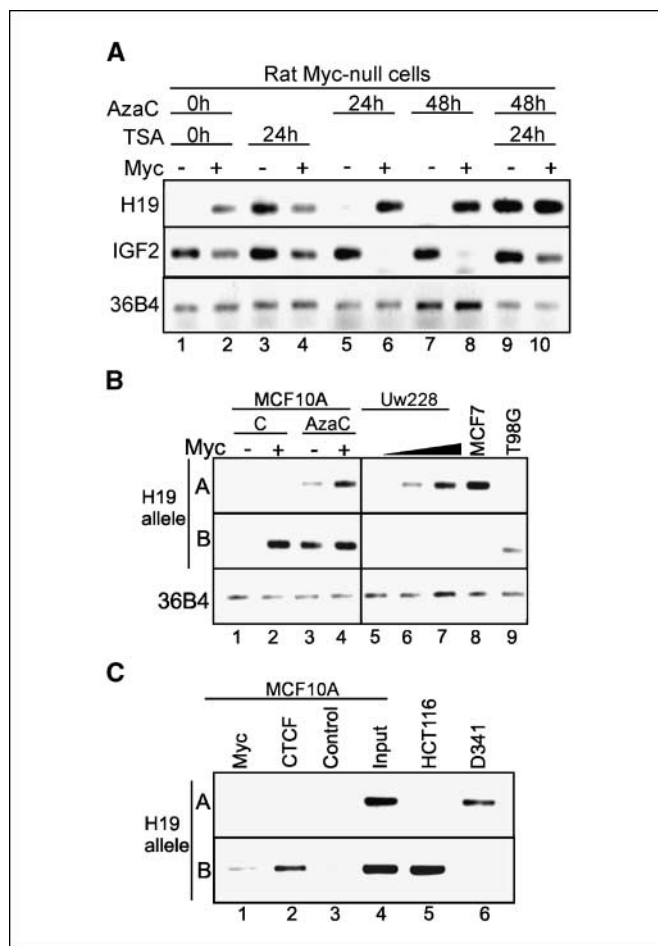 A
Rat Myc-null cells
AzaC 0h 24h 48h 48h
TSA 0h 24h 24h
Myc - + - + - + - + - +
H19
IGF2
36B4
1 2 3 4 5 6 7 8 9 10
B
MCF10A Uw228 MCF7 T98G
C AzaC
Myc - + - +
H19 allele A
B
36B4
1 2 3 4 5 6 7 8 9
C
MCF10A
Myc CTCF Control Input HCT116 D341
H19 allele A
B
1 2 3 4 5 6